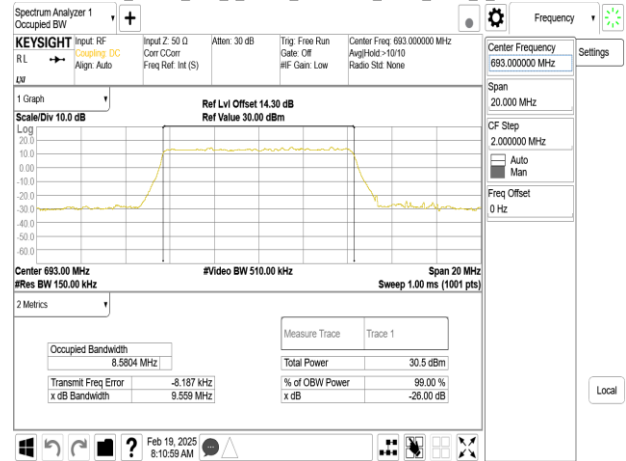 Spectrum Analyzer 1
Occupied BW
Frequency
KEYSIGHT
Input: RF
Coupling: DC
Align: Auto
Input Z: 50 Ω
Corr CCorr
Freq Ref: Int (S)
Atten: 30 dB
Trig: Free Run
Gate: Off
#IF Gain: Low
Center Freq: 693.000000 MHz
Avg|Hold:>10/10
Radio Std: None
RL
LXI
Center Frequency
693.000000 MHz
Settings
Span
20.000 MHz
CF Step
2.000000 MHz
Auto
Man
Freq Offset
0 Hz
1 Graph
Scale/Div 10.0 dB
Ref Lvl Offset 14.30 dB
Ref Value 30.00 dBm
Log
20.0
10.0
0.00
-10.0
-20.0
-30.0
-40.0
-50.0
-60.0
Center 693.00 MHz
#Video BW 510.00 kHz
Span 20 MHz
#Res BW 150.00 kHz
Sweep 1.00 ms (1001 pts)
2 Metrics
Measure Trace Trace 1
Occupied Bandwidth
8.5804 MHz
Total Power 30.5 dBm
Transmit Freq Error -8.187 kHz
% of OBW Power 99.00 %
x dB Bandwidth 9.559 MHz
x dB -26.00 dB
Local
?
Feb 19, 2025
8:10:59 AM